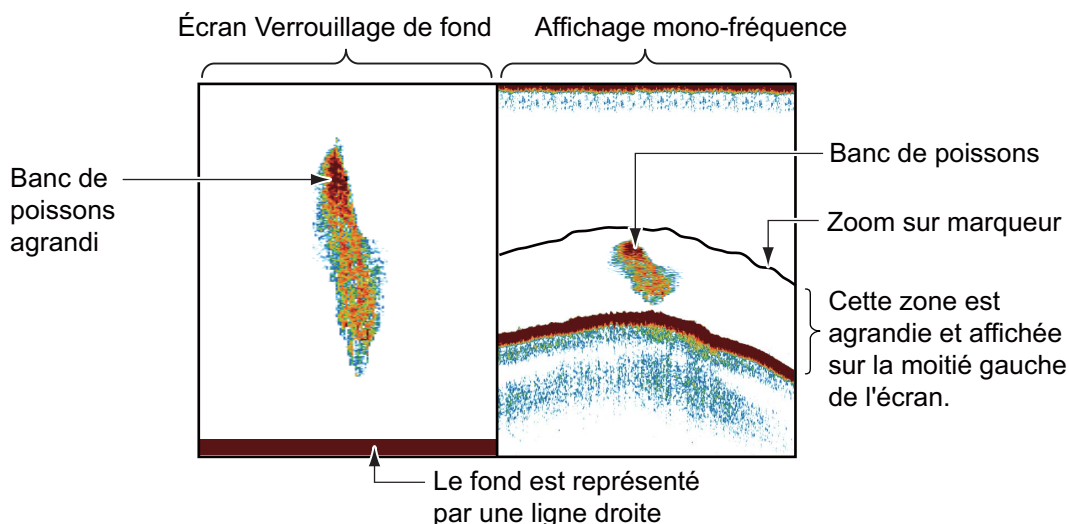 Écran Verrouillage de fond
Affichage mono-fréquence
Banc de
poissons
agrandi
Banc de poissons
Zoom sur marqueur
Cette zone est
agrandie et affichée
sur la moitié gauche
de l'écran.
Le fond est représenté
par une ligne droite